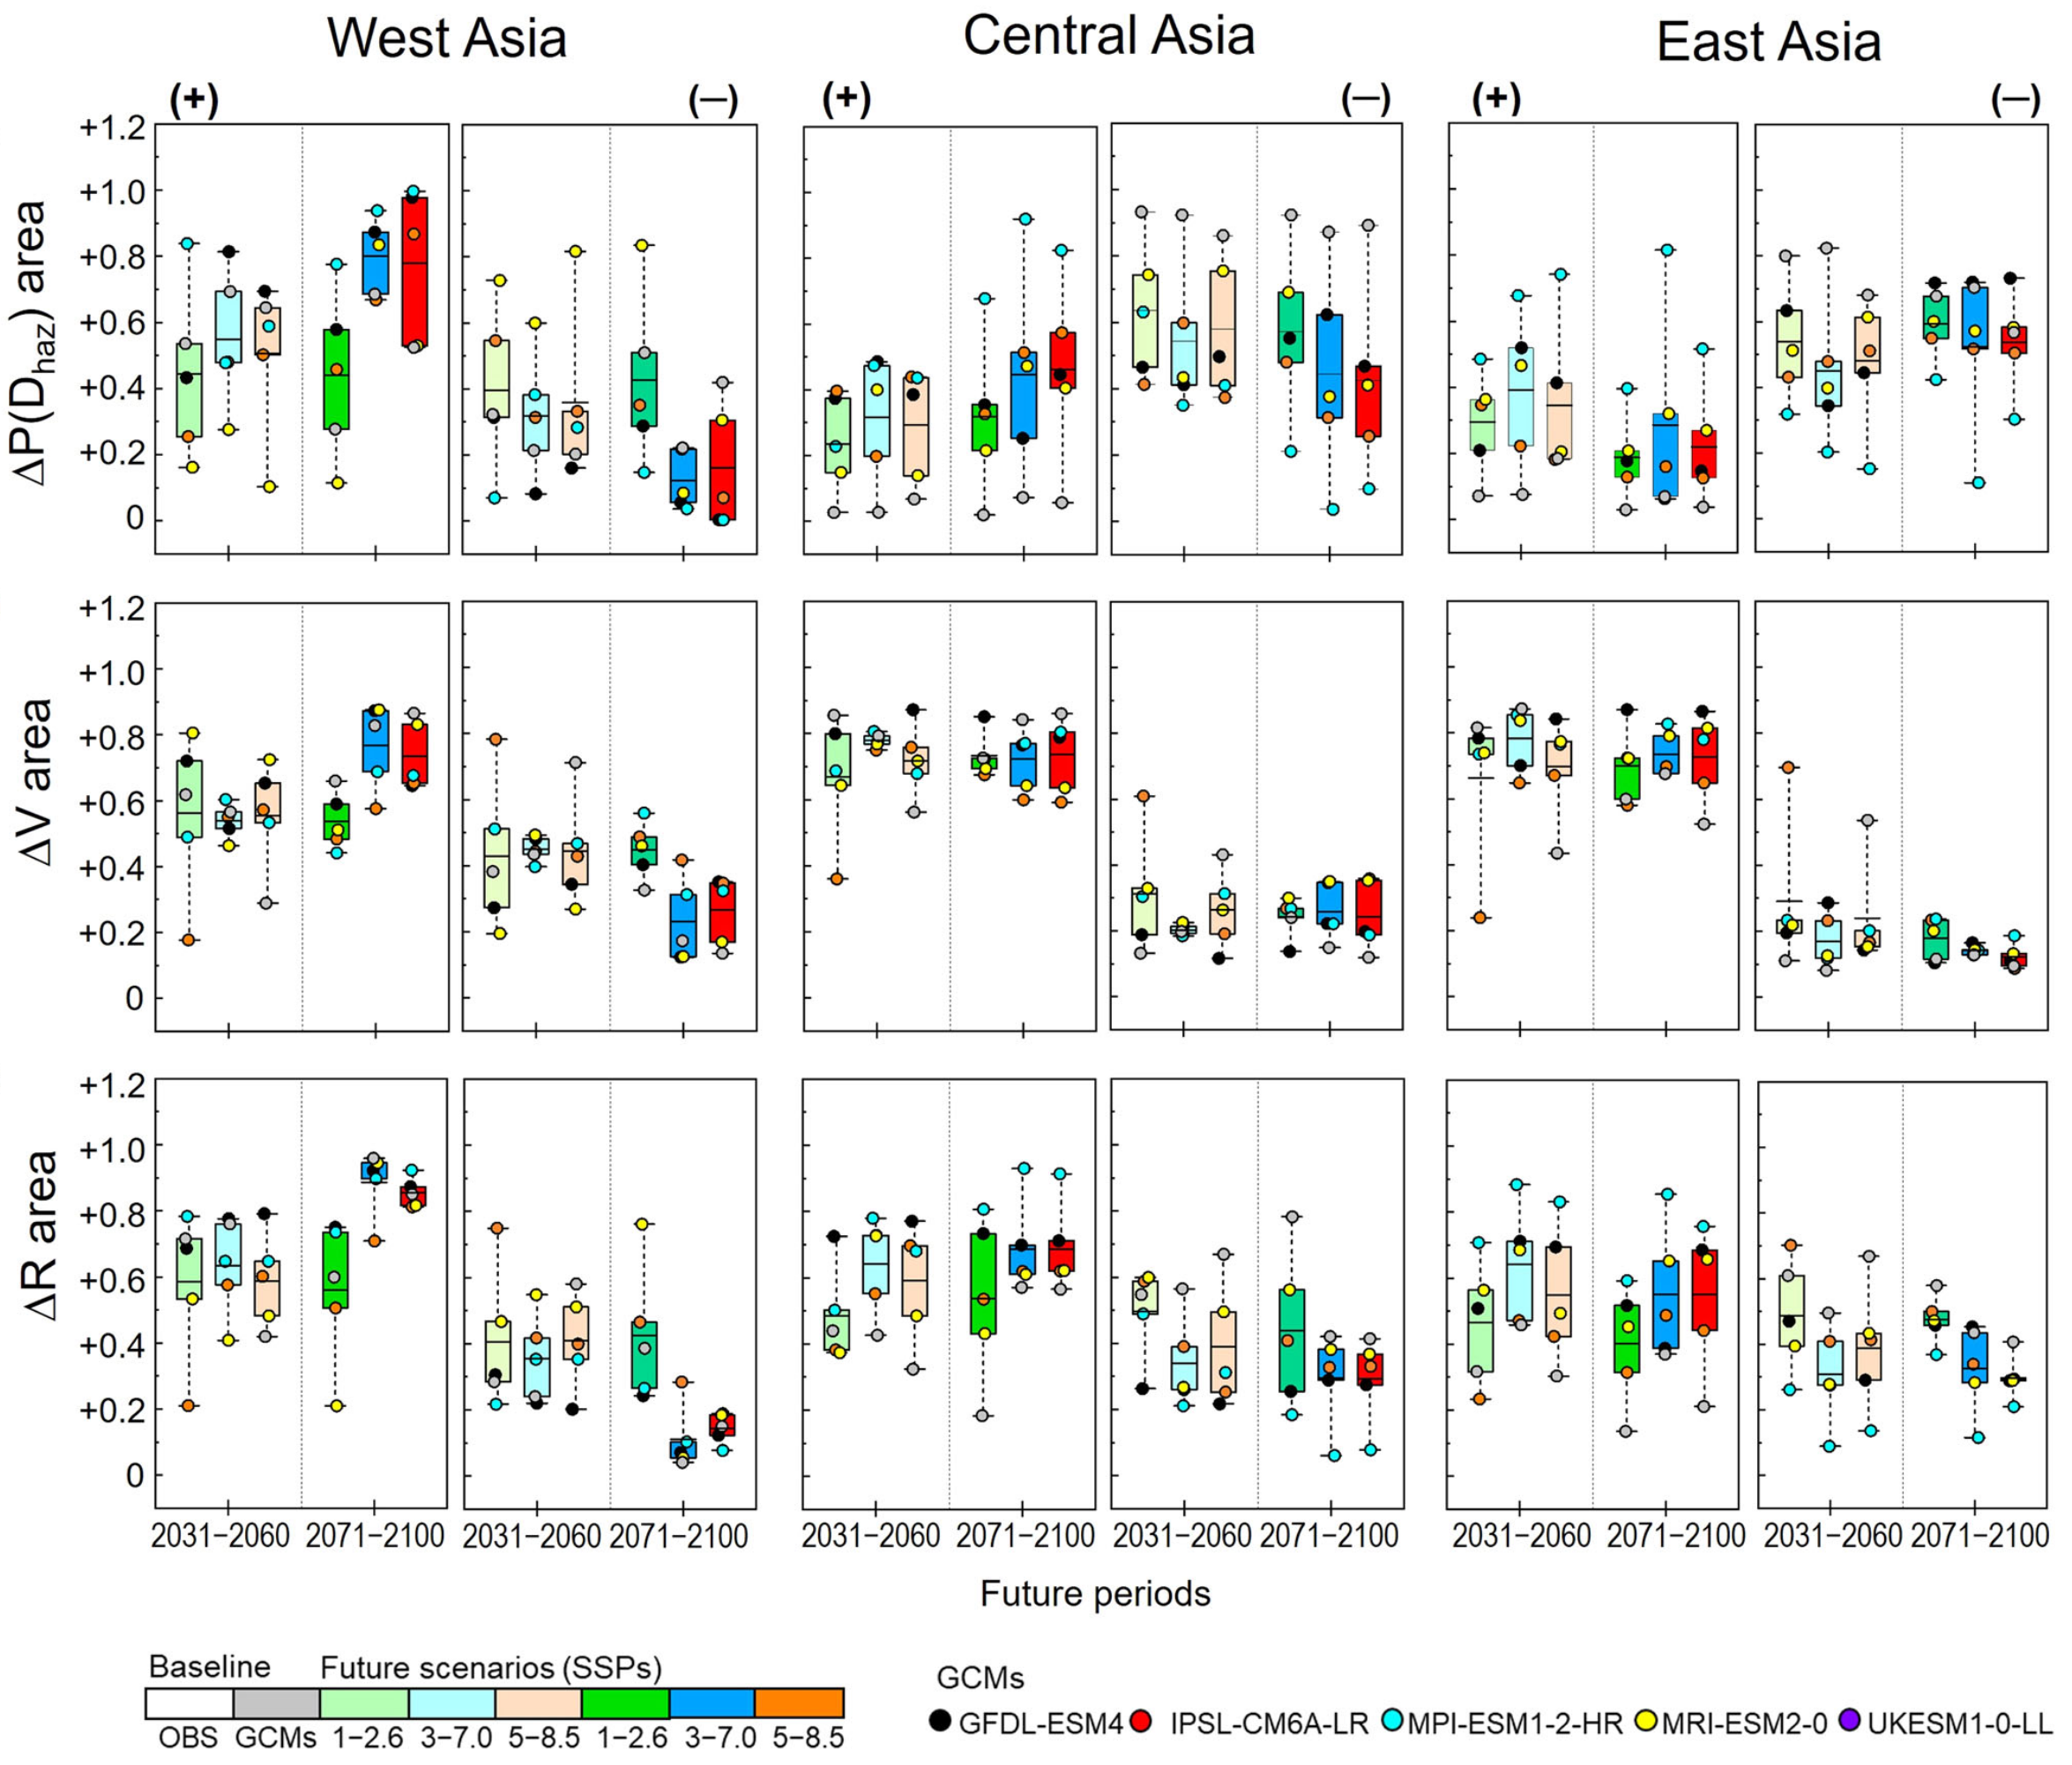 West Asia Central Asia East Asia
(+) (−) (+) (−) (+) (−)
ΔP(Dhaz) area
+1.2
+1.0
+0.8
+0.6
+0.4
+0.2
0
ΔV area
+1.2
+1.0
+0.8
+0.6
+0.4
+0.2
0
ΔR area
+1.2
+1.0
+0.8
+0.6
+0.4
+0.2
0
2031−2060 2071−2100 2031−2060 2071−2100 2031−2060 2071−2100 2031−2060 2071−2100 2031−2060 2071−2100 2031−2060 2071−2100
Future periods
Baseline Future scenarios (SSPs)
OBS GCMs 1−2.6 3−7.0 5−8.5 1−2.6 3−7.0 5−8.5
GCMs
GFDL-ESM4 IPSL-CM6A-LR MPI-ESM1-2-HR MRI-ESM2-0 UKESM1-0-LL